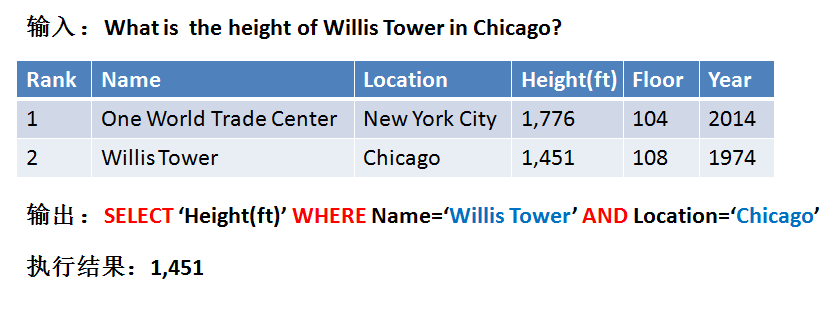 输入：What is the height of Willis Tower in Chicago?
Rank Name Location Height(ft) Floor Year
1 One World Trade Center New York City 1,776 104 2014
2 Willis Tower Chicago 1,451 108 1974
输出：SELECT ‘Height(ft)’ WHERE Name=‘Willis Tower’ AND Location=‘Chicago’
执行结果：1,451